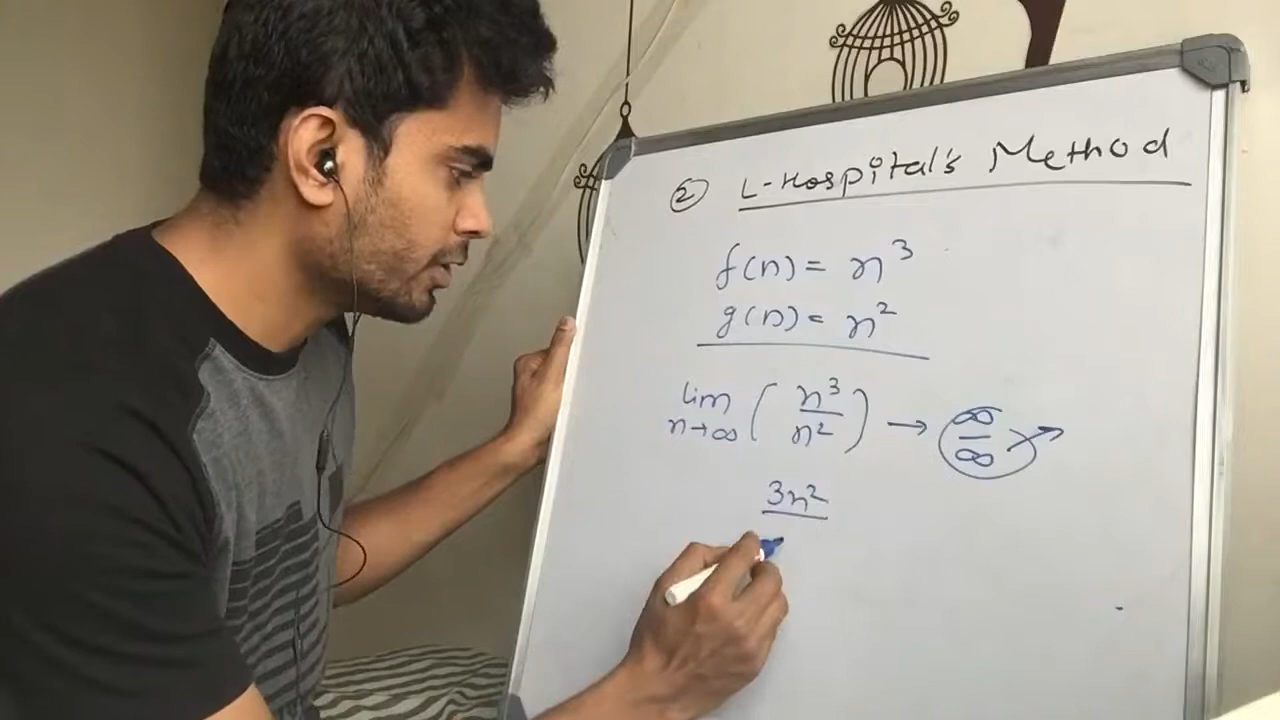 ② L-Hospital's Method
f(n) = n³
g(n) = n²
lim n→∞ ( n³ / n² ) → ∞ / ∞
3n²